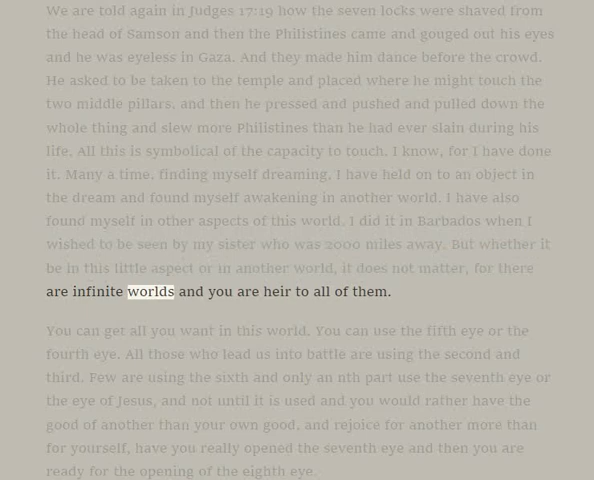 We are told again in Judges 17:19 how the seven locks were shaved from
the head of Samson and then the Philistines came and gouged out his eyes
and he was eyeless in Gaza. And they made him dance before the crowd.
He asked to be taken to the temple and placed where he might touch the
two middle pillars, and then he pressed and pushed and pulled down the
whole thing and slew more Philistines than he had ever slain during his
life. All this is symbolical of the capacity to touch. I know, for I have done
it. Many a time, finding myself dreaming, I have held on to an object in
the dream and found myself awakening in another world. I have also
found myself in other aspects of this world. I did it in Barbados when I
wished to be seen by my sister who was 2000 miles away. But whether it
be in this little aspect or in another world, it does not matter, for there
are infinite worlds and you are heir to all of them.
You can get all you want in this world. You can use the fifth eye or the
fourth eye. All those who lead us into battle are using the second and
third. Few are using the sixth and only an nth part use the seventh eye or
the eye of Jesus, and not until it is used and you would rather have the
good of another than your own good, and rejoice for another more than
for yourself, have you really opened the seventh eye and then you are
ready for the opening of the eighth eye.